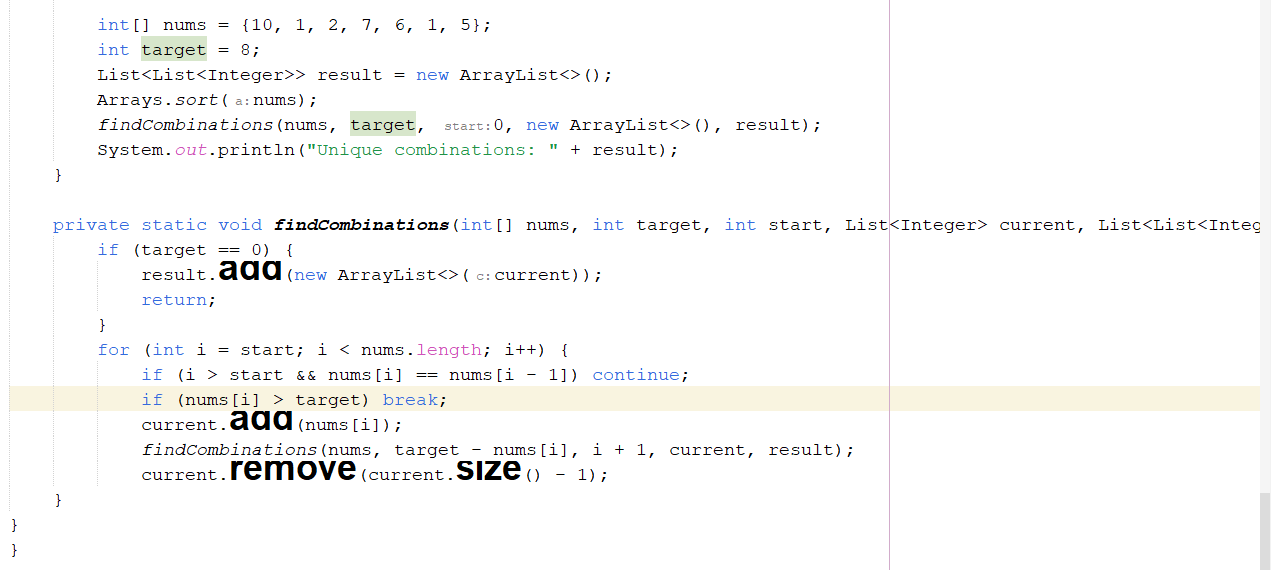 int[] nums = {10, 1, 2, 7, 6, 1, 5};
int target = 8;
List<List<Integer>> result = new ArrayList<>();
Arrays.sort( a: nums);
findCombinations(nums, target, start: 0, new ArrayList<>(), result);
System.out.println("Unique combinations: " + result);
}
private static void findCombinations(int[] nums, int target, int start, List<Integer> current, List<List<Integ
if (target == 0) {
result.add(new ArrayList<>( c: current));
return;
}
for (int i = start; i < nums.length; i++) {
if (i > start && nums[i] == nums[i - 1]) continue;
if (nums[i] > target) break;
current.add(nums[i]);
findCombinations(nums, target - nums[i], i + 1, current, result);
current.remove(current.size() - 1);
}
}
}